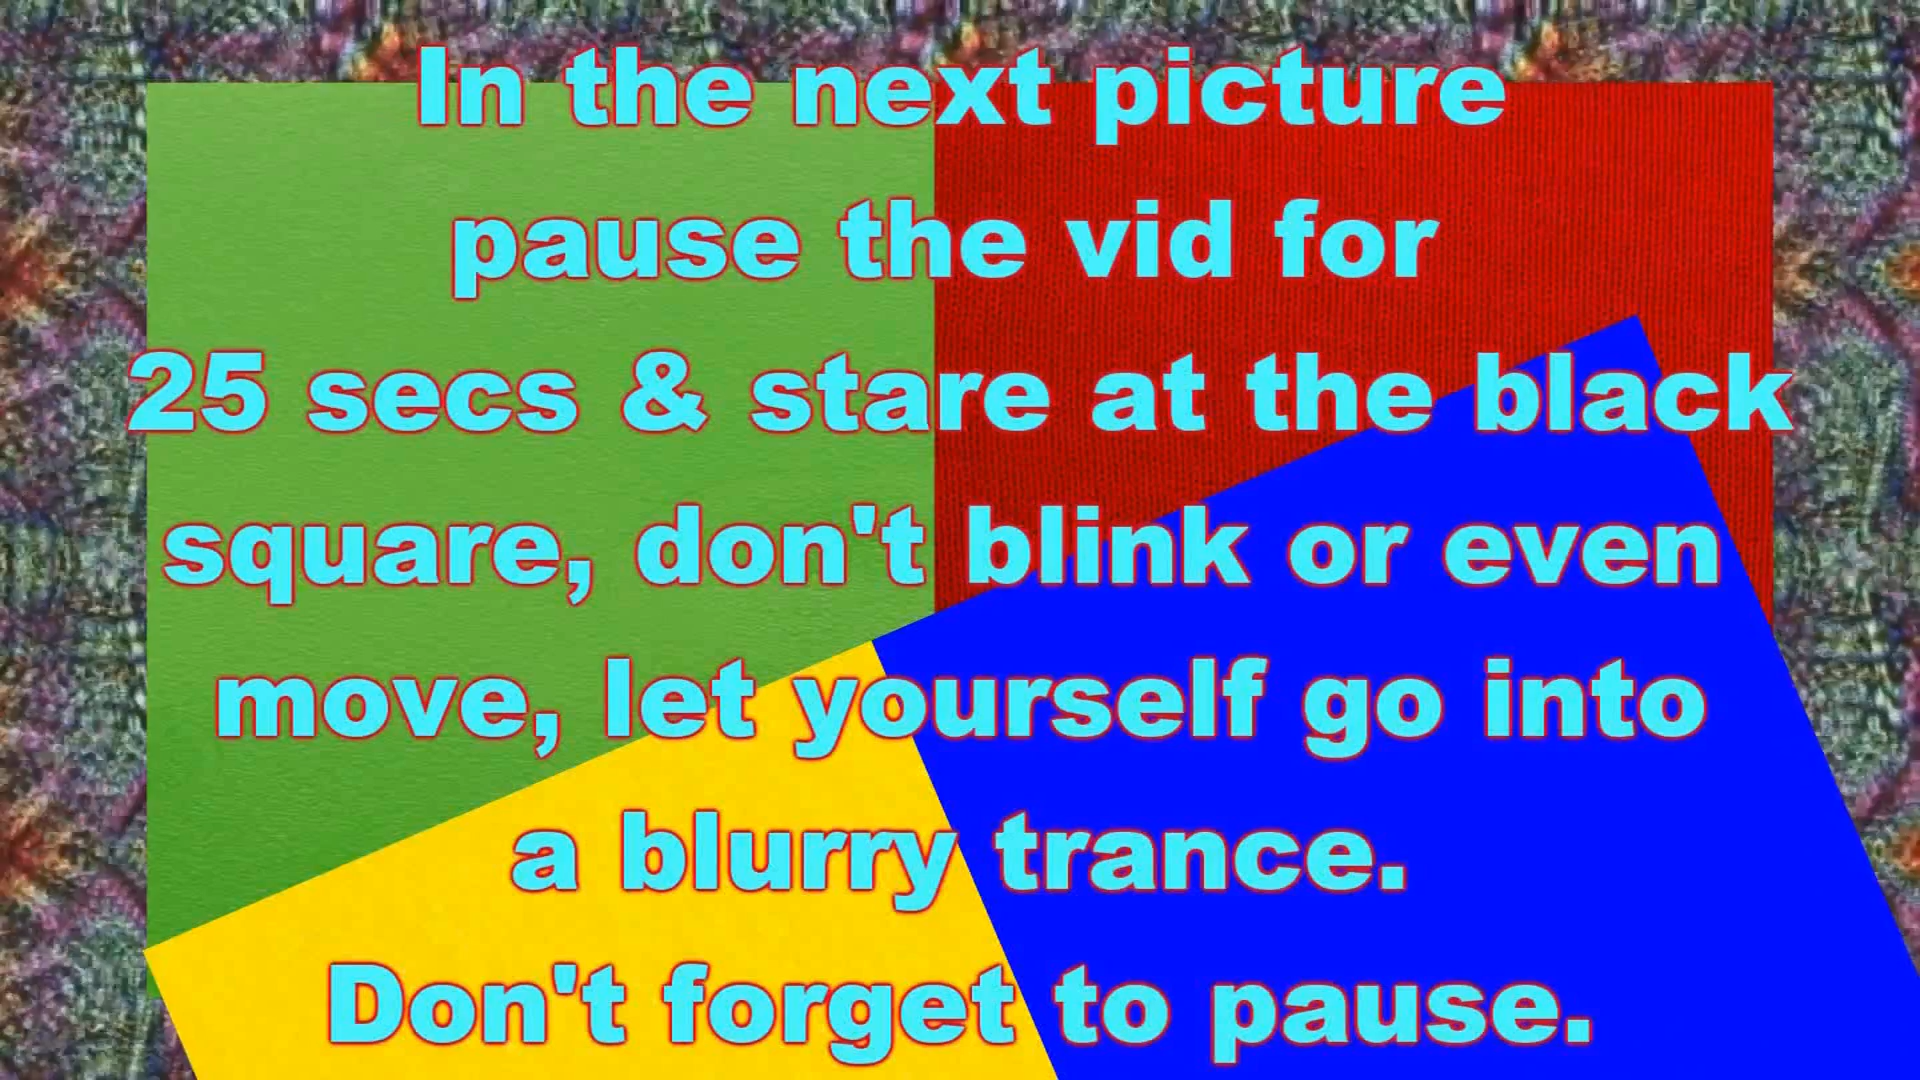 In the next picture
pause the vid for
25 secs & stare at the black
square, don't blink or even
move, let yourself go into
a blurry trance.
Don't forget to pause.